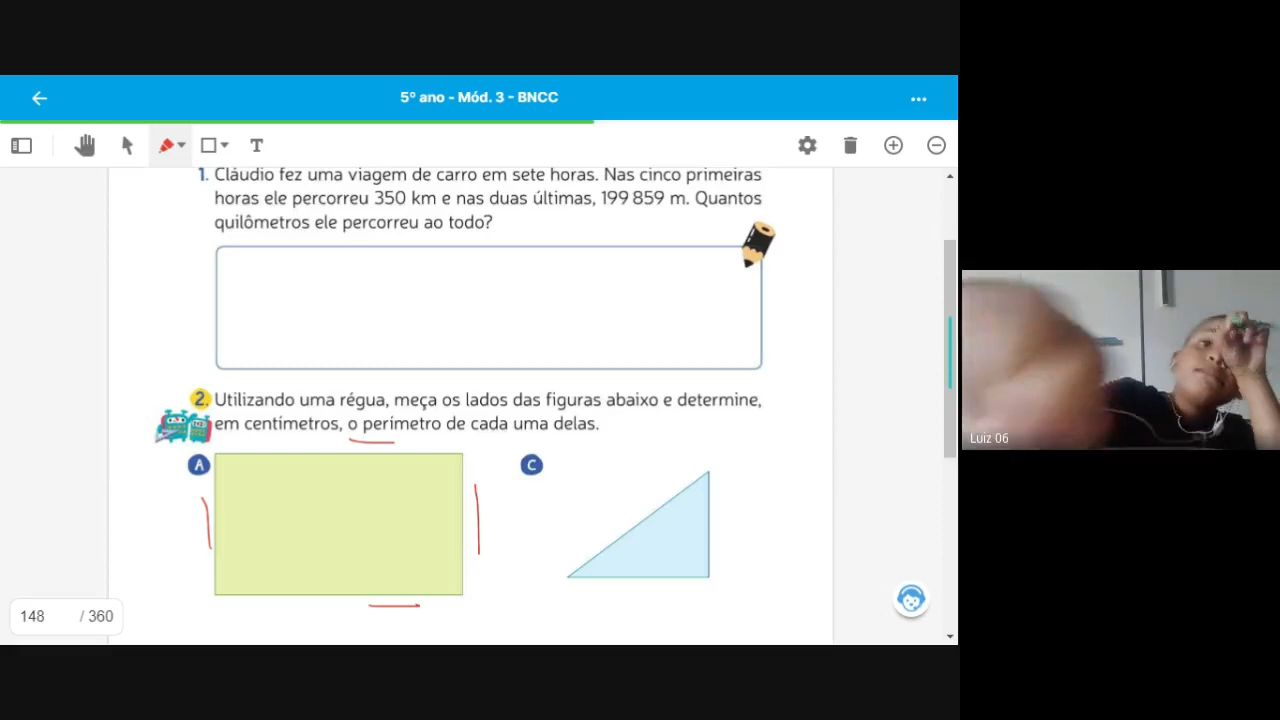 5º ano - Mód. 3 - BNCC
T
1. Cláudio fez uma viagem de carro em sete horas. Nas cinco primeiras
horas ele percorreu 350 km e nas duas últimas, 199 859 m. Quantos
quilômetros ele percorreu ao todo?
2. Utilizando uma régua, meça os lados das figuras abaixo e determine,
em centímetros, o perímetro de cada uma delas.
A
C
148 / 360
Luiz 06